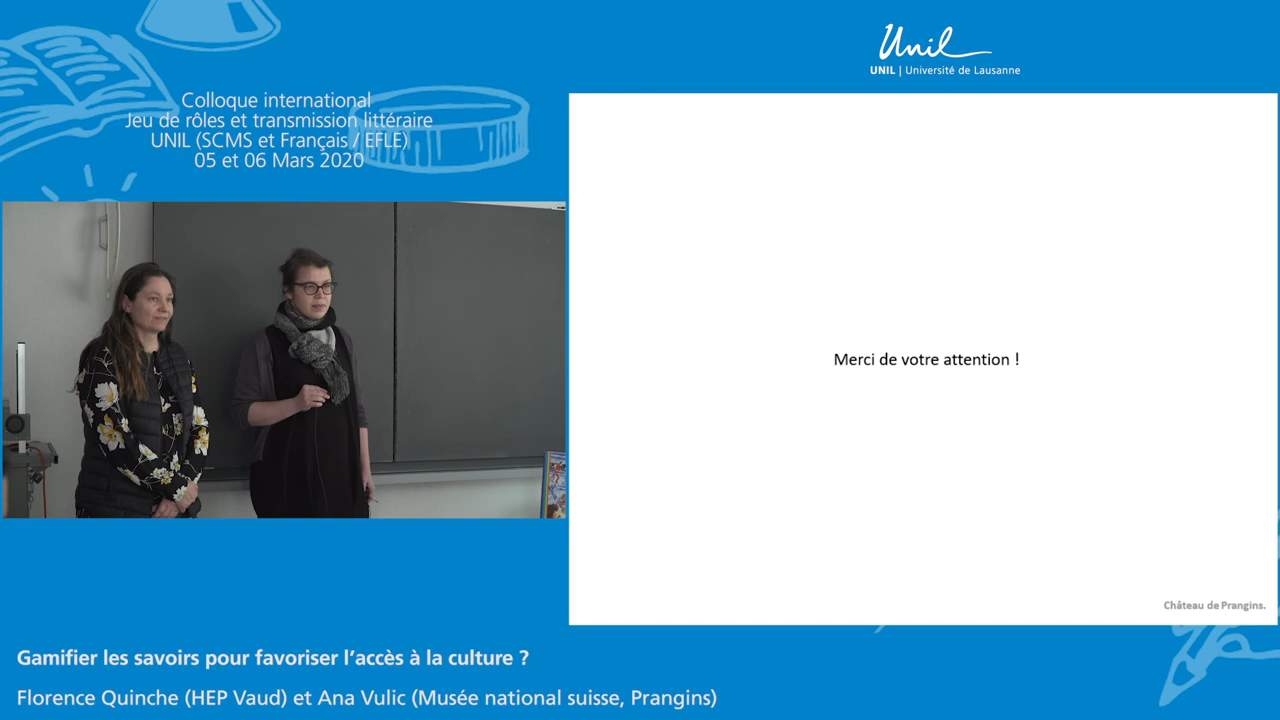 Unil
UNIL | Université de Lausanne
Colloque international
Jeu de rôles et transmission littéraire
UNIL (SCMS et Français / EFLE)
05 et 06 Mars 2020
Merci de votre attention !
Château de Prangins.
Gamifier les savoirs pour favoriser l’accès à la culture ?
Florence Quinche (HEP Vaud) et Ana Vulic (Musée national suisse, Prangins)